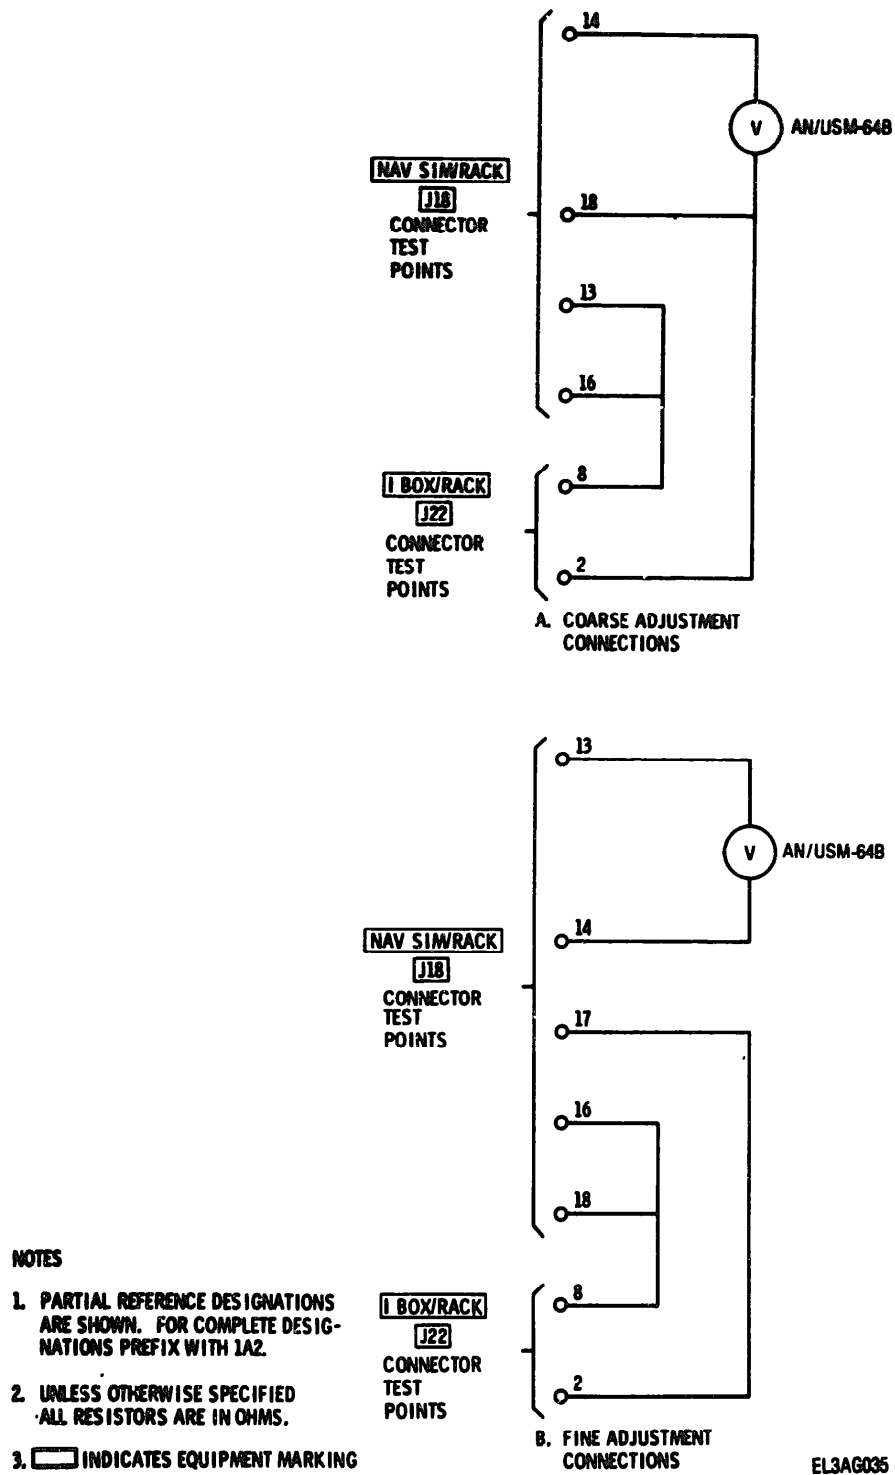 14
V AN/USM-64B
NAV SIM/RACK
J18
CONNECTOR
TEST
POINTS
18
13
16
I BOX/RACK
J22
CONNECTOR
TEST
POINTS
8
2
A. COARSE ADJUSTMENT
CONNECTIONS
13
V AN/USM-64B
14
NAV SIM/RACK
J18
CONNECTOR
TEST
POINTS
17
16
18
NOTES
1. PARTIAL REFERENCE DESIGNATIONS
ARE SHOWN. FOR COMPLETE DESIG-
NATIONS PREFIX WITH 1A2.
2. UNLESS OTHERWISE SPECIFIED
ALL RESISTORS ARE IN OHMS.
3. INDICATES EQUIPMENT MARKING
I BOX/RACK
J22
CONNECTOR
TEST
POINTS
8
2
B. FINE ADJUSTMENT
CONNECTIONS
EL3AG035